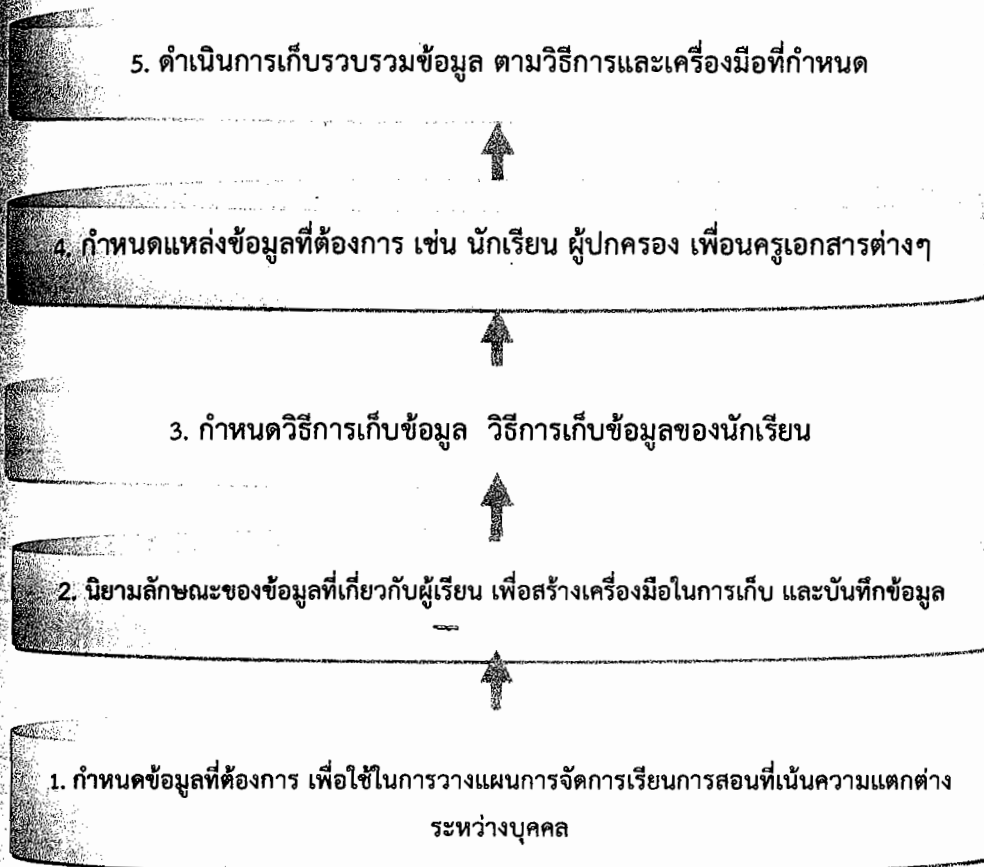 5. ดำเนินการเก็บรวบรวมข้อมูล ตามวิธีการและเครื่องมือที่กำหนด
4. กำหนดแหล่งข้อมูลที่ต้องการ เช่น นักเรียน ผู้ปกครอง เพื่อนครูเอกสารต่างๆ
3. กำหนดวิธีการเก็บข้อมูล วิธีการเก็บข้อมูลของนักเรียน
2. นิยามลักษณะของข้อมูลที่เกี่ยวกับผู้เรียน เพื่อสร้างเครื่องมือในการเก็บ และบันทึกข้อมูล
1. กำหนดข้อมูลที่ต้องการ เพื่อใช้ในการวางแผนการจัดการเรียนการสอนที่เน้นความแตกต่าง
ระหว่างบุคคล